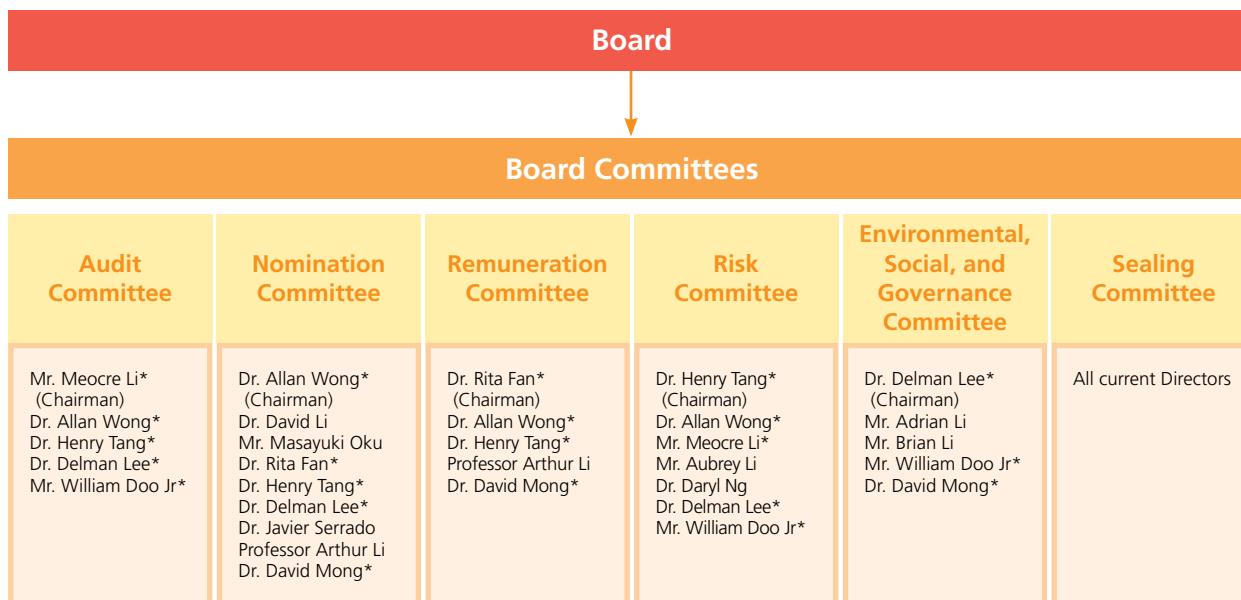 Board
Board Committees
Audit
Committee
Mr. Meocre Li*
(Chairman)
Dr. Allan Wong*
Dr. Henry Tang*
Dr. Delman Lee*
Mr. William Doo Jr*
Nomination
Committee
Dr. Allan Wong*
(Chairman)
Dr. David Li
Mr. Masayuki Oku
Dr. Rita Fan*
Dr. Henry Tang*
Dr. Delman Lee*
Dr. Javier Serrado
Professor Arthur Li
Dr. David Mong*
Remuneration
Committee
Dr. Rita Fan*
(Chairman)
Dr. Allan Wong*
Dr. Henry Tang*
Professor Arthur Li
Dr. David Mong*
Risk
Committee
Dr. Henry Tang*
(Chairman)
Dr. Allan Wong*
Mr. Meocre Li*
Mr. Aubrey Li
Dr. Daryl Ng
Dr. Delman Lee*
Mr. William Doo Jr*
Environmental,
Social, and
Governance
Committee
Dr. Delman Lee*
(Chairman)
Mr. Adrian Li
Mr. Brian Li
Mr. William Doo Jr*
Dr. David Mong*
Sealing
Committee
All current Directors